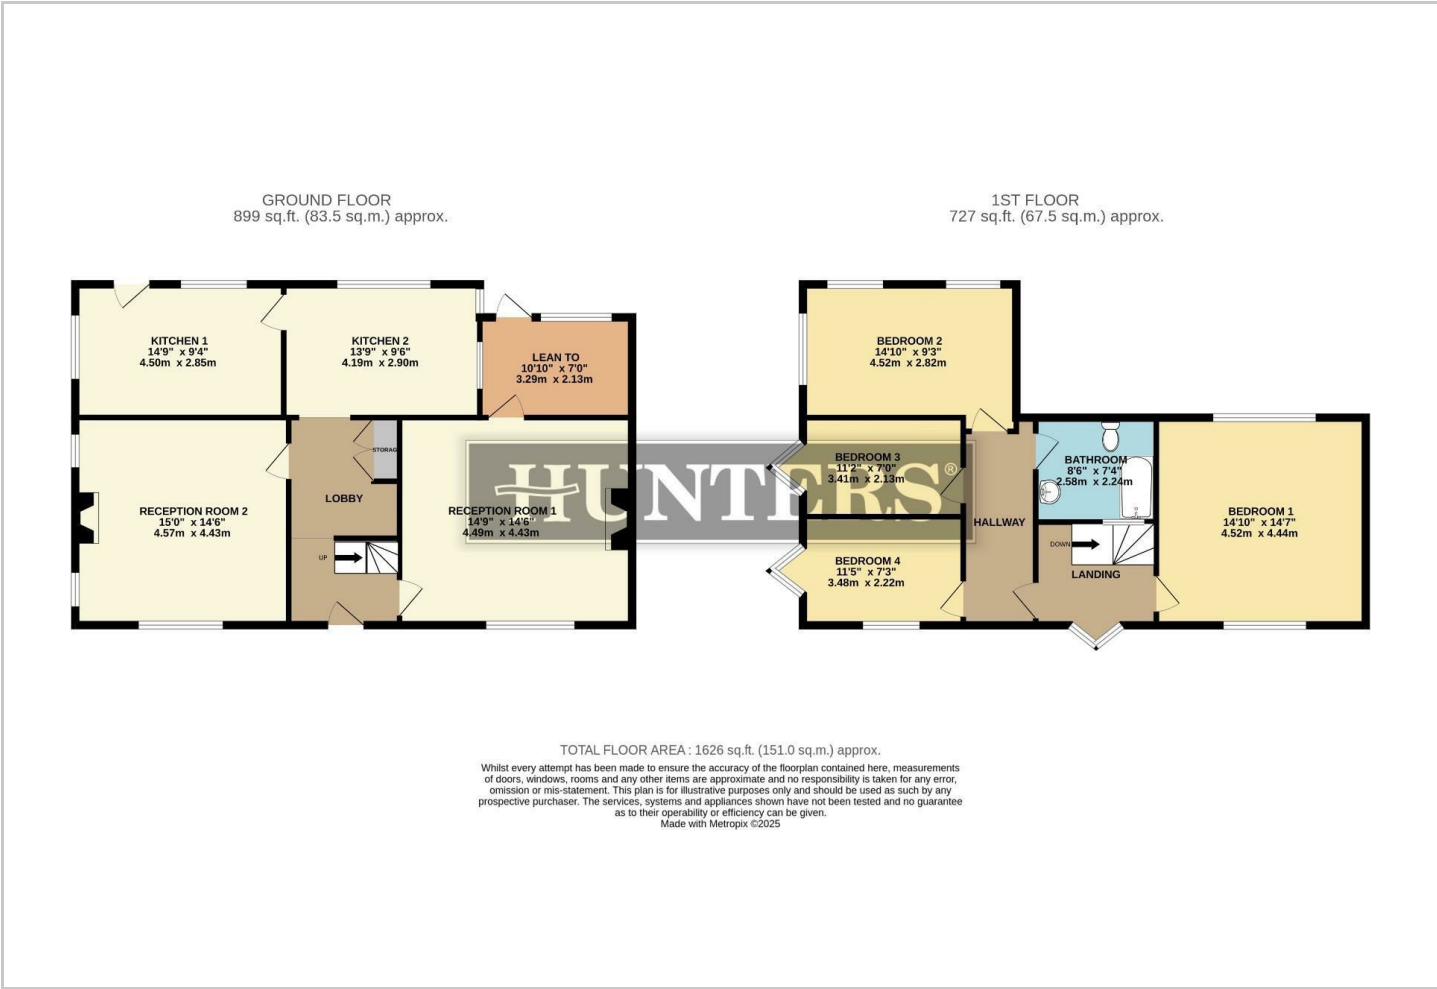 GROUND FLOOR
899 sq.ft. (83.5 sq.m.) approx.
1ST FLOOR
727 sq.ft. (67.5 sq.m.) approx.
KITCHEN 1
14'9" x 9'4"
4.50m x 2.85m
KITCHEN 2
13'9" x 9'6"
4.19m x 2.90m
LEAN TO
10'10" x 7'0"
3.29m x 2.13m
STORAG
LOBBY
RECEPTION ROOM 2
15'0" x 14'6"
4.57m x 4.43m
RECEPTION ROOM 1
14'9" x 14'6"
4.49m x 4.43m
UP
HUNTERS®
BEDROOM 2
14'10" x 9'3"
4.52m x 2.82m
BEDROOM 3
11'2" x 7'0"
3.41m x 2.13m
BATHROOM
8'6" x 7'4"
2.58m x 2.24m
HALLWAY
BEDROOM 1
14'10" x 14'7"
4.52m x 4.44m
DOWN
BEDROOM 4
11'5" x 7'3"
3.48m x 2.22m
LANDING
TOTAL FLOOR AREA : 1626 sq.ft. (151.0 sq.m.) approx.
Whilst every attempt has been made to ensure the accuracy of the floorplan contained here, measurements
of doors, windows, rooms and any other items are approximate and no responsibility is taken for any error,
omission or mis-statement. This plan is for illustrative purposes only and should be used as such by any
prospective purchaser. The services, systems and appliances shown have not been tested and no guarantee
as to their operability or efficiency can be given.
Made with Metropix ©2025